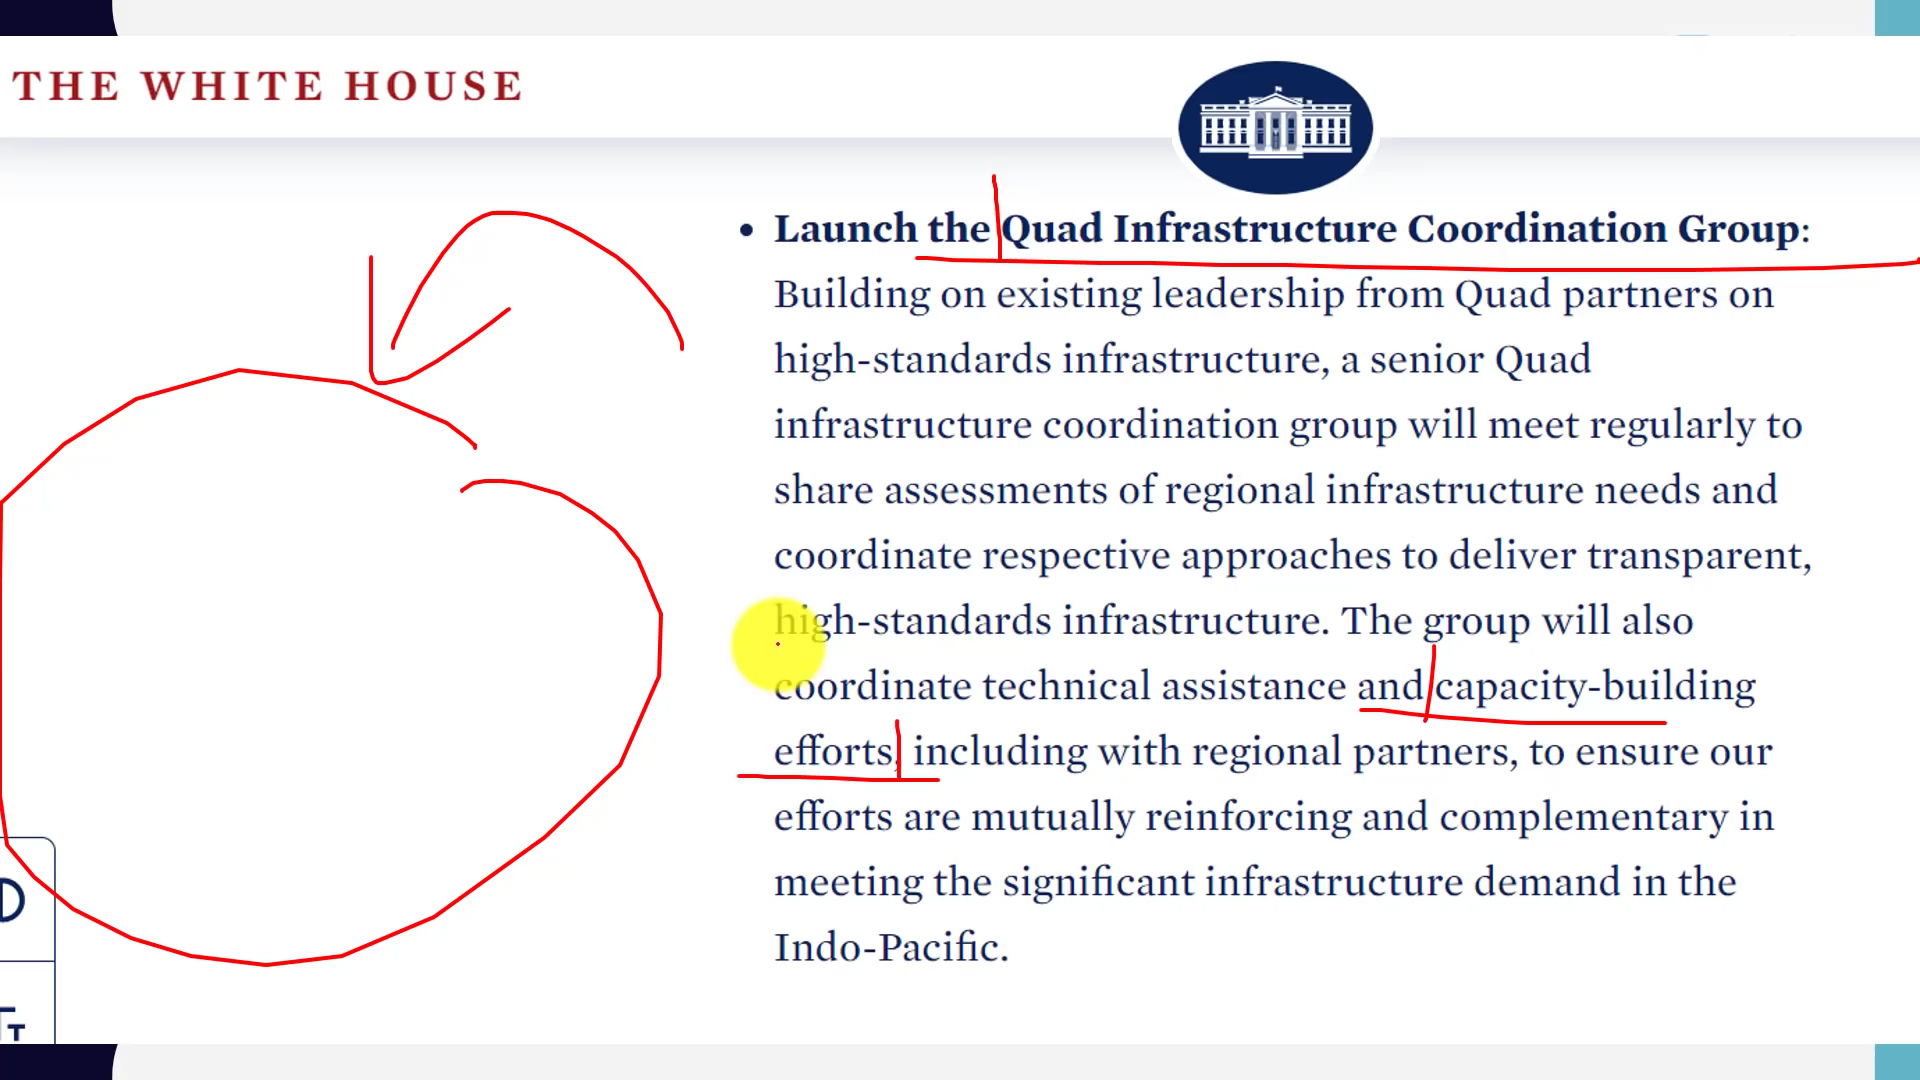 THE WHITE HOUSE
• Launch the Quad Infrastructure Coordination Group:
Building on existing leadership from Quad partners on
high-standards infrastructure, a senior Quad
infrastructure coordination group will meet regularly to
share assessments of regional infrastructure needs and
coordinate respective approaches to deliver transparent,
high-standards infrastructure. The group will also
coordinate technical assistance and capacity-building
efforts, including with regional partners, to ensure our
efforts are mutually reinforcing and complementary in
meeting the significant infrastructure demand in the
Indo-Pacific.